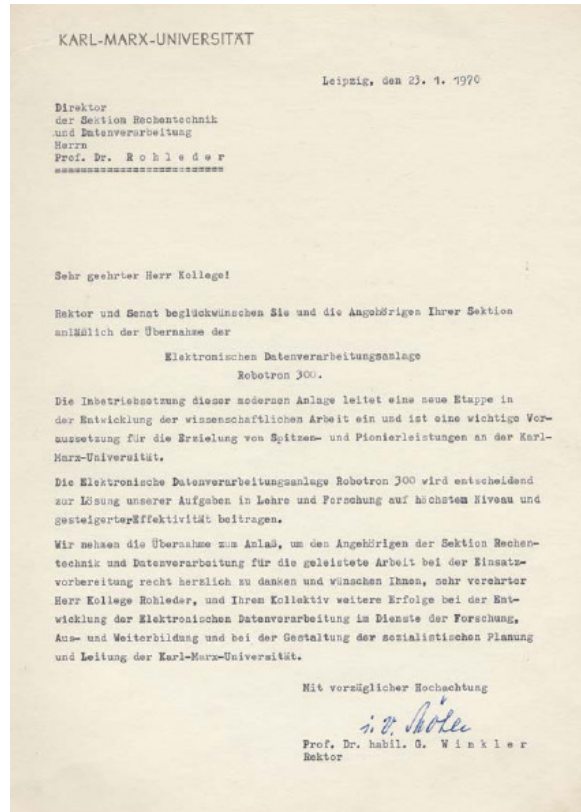 KARL-MARX-UNIVERSITÄT
Leipzig, den 23. 1. 1970
Direktor
der Sektion Rechentechnik
und Datenverarbeitung
Herrn
Prof. Dr. R o h l e d e r
==========================
Sehr geehrter Herr Kollege!
Rektor und Senat beglückwünschen Sie und die Angehörigen Ihrer Sektion
anläßlich der Übernahme der
Elektronischen Datenverarbeitungsanlage
Robotron 300.
Die Inbetriebsetzung dieser modernen Anlage leitet eine neue Etappe in
der Entwicklung der wissenschaftlichen Arbeit ein und ist eine wichtige Vor-
aussetzung für die Erzielung von Spitzen- und Pionierleistungen an der Karl-
Marx-Universität.
Die Elektronische Datenverarbeitungsanlage Robotron 300 wird entscheidend
zur Lösung unserer Aufgaben in Lehre und Forschung auf höchstem Niveau und
gesteigerterEffektivität beitragen.
Wir nehmen die Übernahme zum Anlaß, um den Angehörigen der Sektion Rechen-
technik und Datenverarbeitung für die geleistete Arbeit bei der Einsatz-
vorbereitung recht herzlich zu danken und wünschen Ihnen, sehr verehrter
Herr Kollege Rohleder, und Ihrem Kollektiv weitere Erfolge bei der Ent-
wicklung der Elektronischen Datenverarbeitung im Dienste der Forschung,
Aus- und Weiterbildung und bei der Gestaltung der sozialistischen Planung
und Leitung der Karl-Marx-Universität.
Mit vorzüglicher Hochachtung
i. V.
Prof. Dr. habil. G. W i n k l e r
Rektor